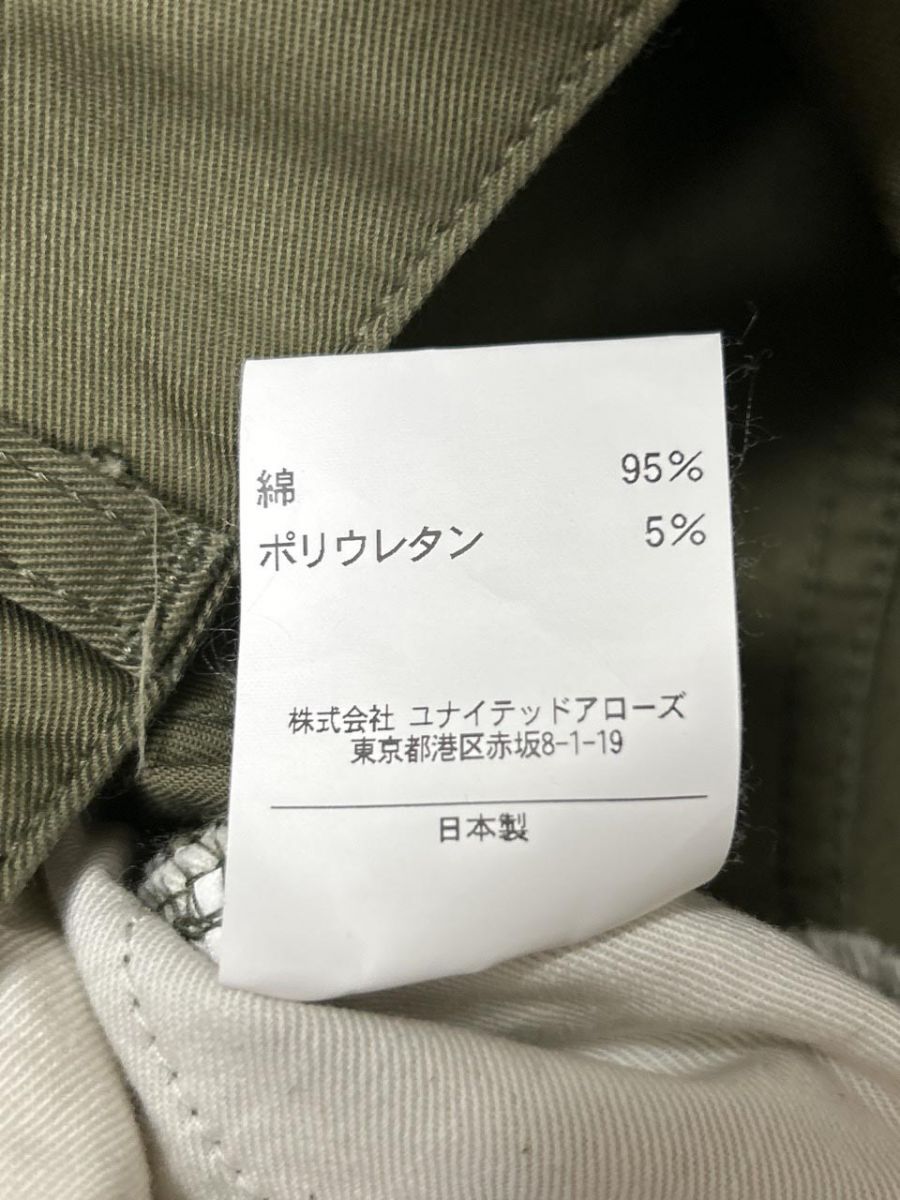 綿 95%
ポリウレタン 5%
株式会社 ユナイテッドアローズ
東京都港区赤坂8-1-19
日本製